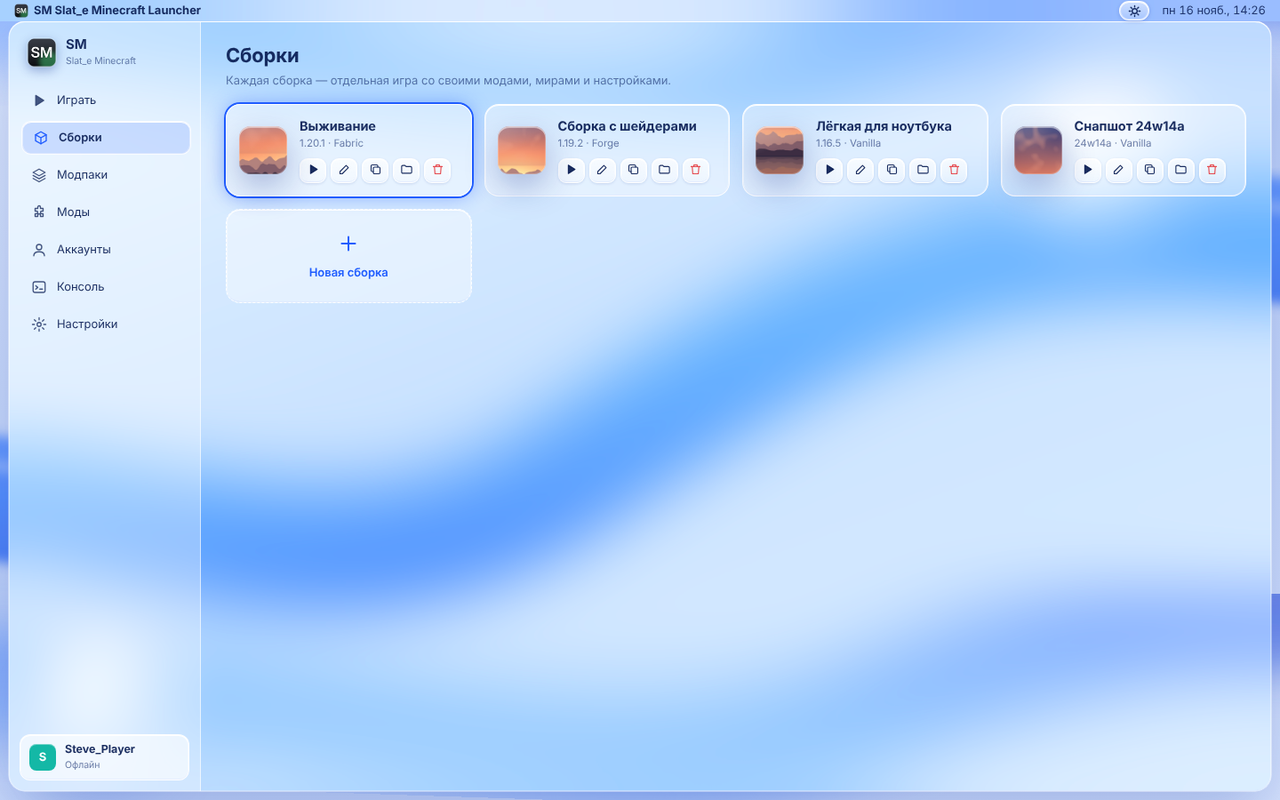 SM SM Slat_e Minecraft Launcher
пн 16 нояб., 14:26
SM SM
Slat_e Minecraft
Играть
Сборки
Модпаки
Моды
Аккаунты
Консоль
Настройки
S Steve_Player
Офлайн
Сборки
Каждая сборка — отдельная игра со своими модами, мирами и настройками.
Выживание
1.20.1 · Fabric
Сборка с шейдерами
1.19.2 · Forge
Лёгкая для ноутбука
1.16.5 · Vanilla
Снапшот 24w14a
24w14a · Vanilla
Новая сборка